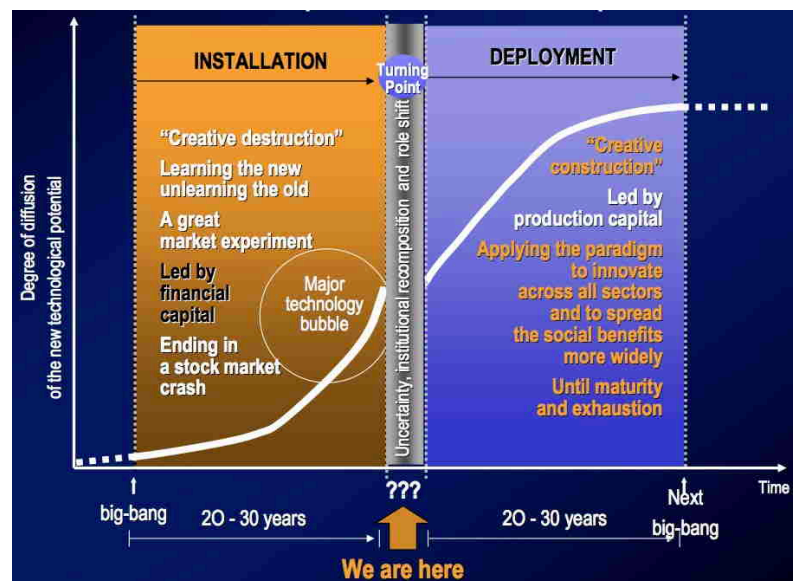 INSTALLATION
Turning
Point
DEPLOYMENT
"Creative destruction"
Learning the new
unlearning the old
A great
market experiment
Led by
financial
capital
Ending in
a stock market
crash
Major
technology
bubble
Uncertainty, institutional recomposition and role shift
"Creative
construction"
Led by
production capital
Applying the paradigm
to innovate
across all sectors
and to spread
the social benefits
more widely
Until maturity
and exhaustion
Degree of diffusion
of the new technological potential
Time
big-bang
2O - 30 years
???
2O - 30 years
Next
big-bang
We are here